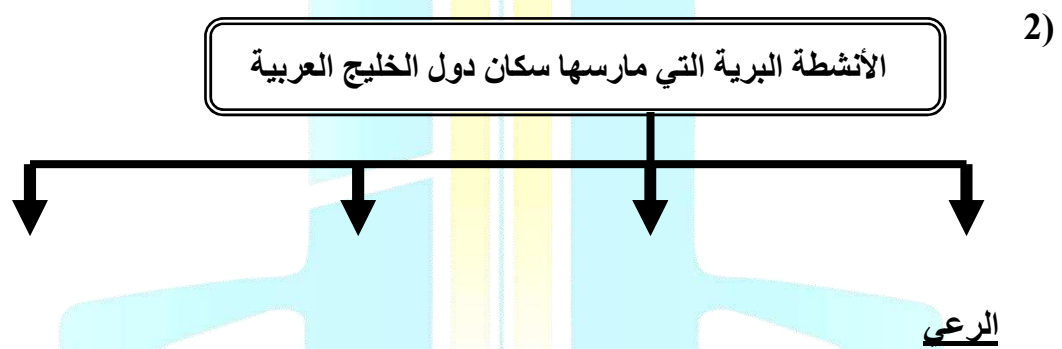 2)
الأنشطة البرية التي مارسها سكان دول الخليج العربية
الرعي